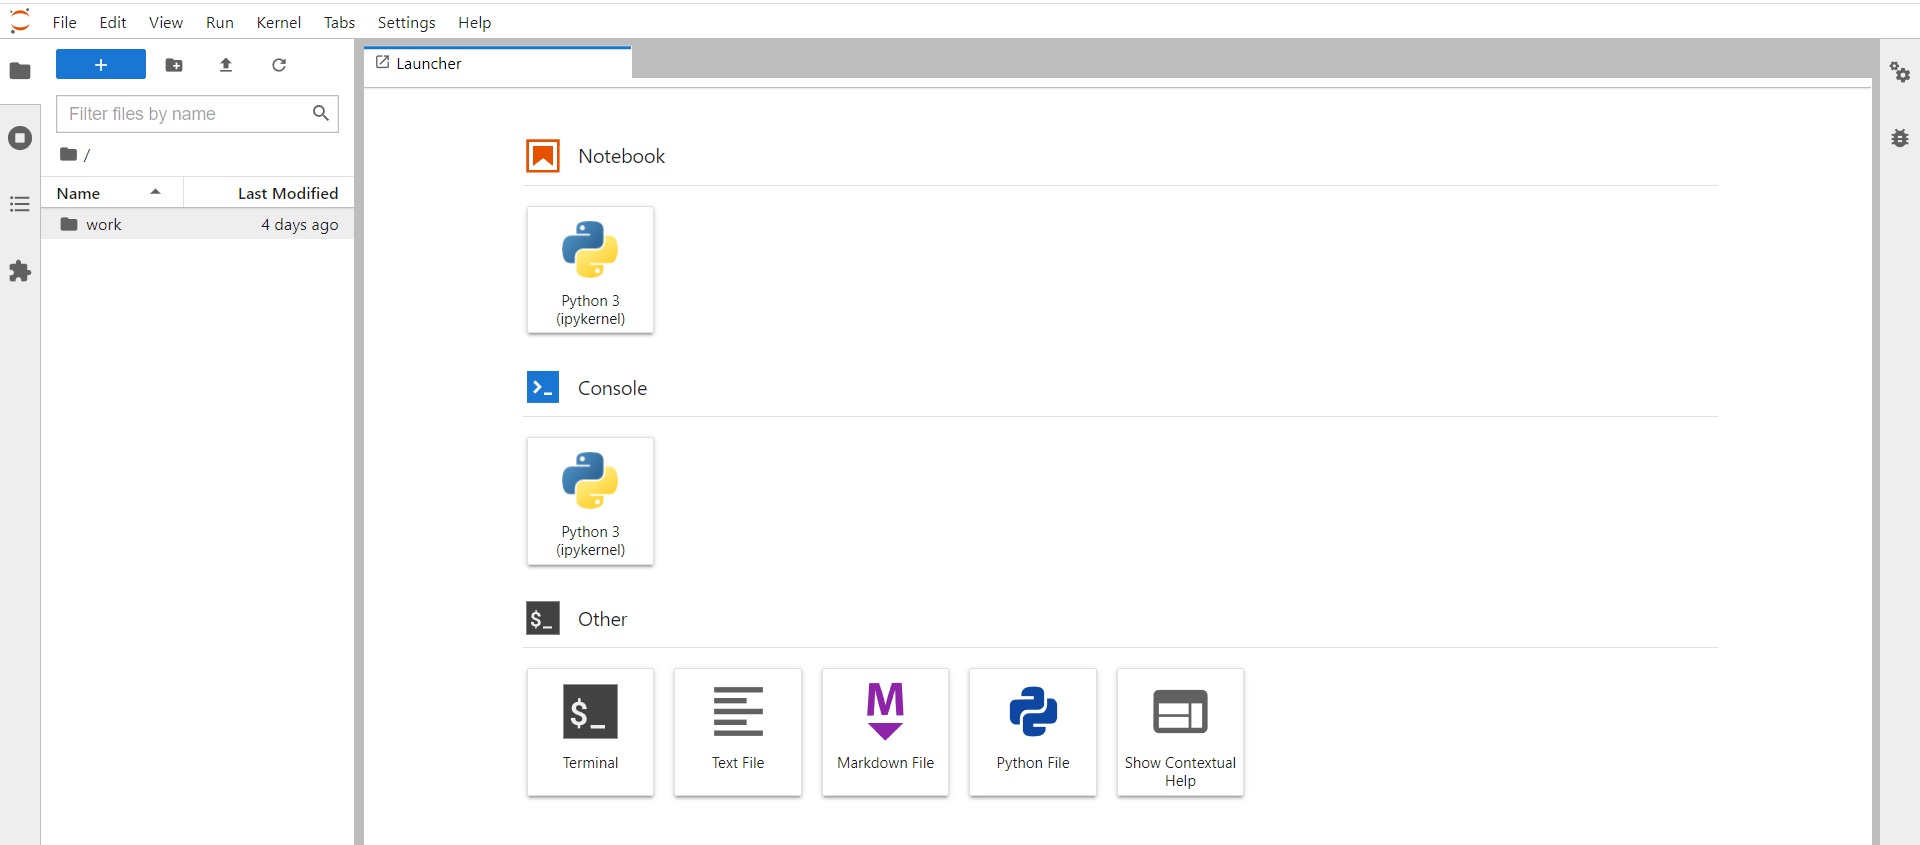 File Edit View Run Kernel Tabs Settings Help
+
Filter files by name
/
Name Last Modified
work 4 days ago
Launcher
Notebook
Python 3
(ipykernel)
>_ Console
Python 3
(ipykernel)
$_ Other
$_
Terminal
Text File
M
Markdown File
Python File
Show Contextual
Help